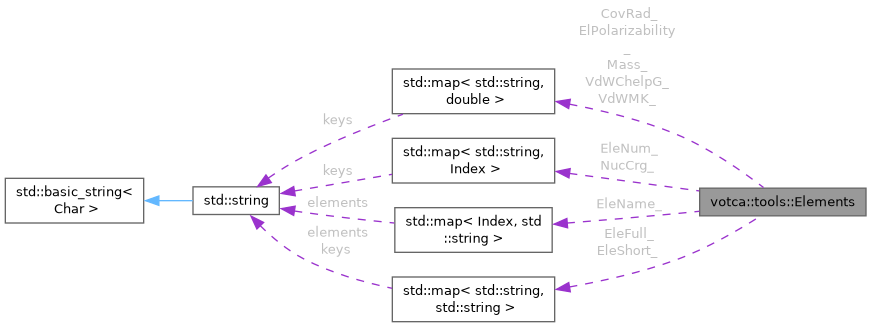 CovRad_
ElPolarizability
_
Mass_
VdWChelpG_
VdWMK_
std::map< std::string,
double >
keys
std::map< std::string,
Index >
EleNum_
NucCrg_
keys
std::basic_string<
Char >
std::string
votca::tools::Elements
elements
std::map< Index, std
::string >
EleName_
elements
keys
EleFull_
EleShort_
std::map< std::string,
std::string >